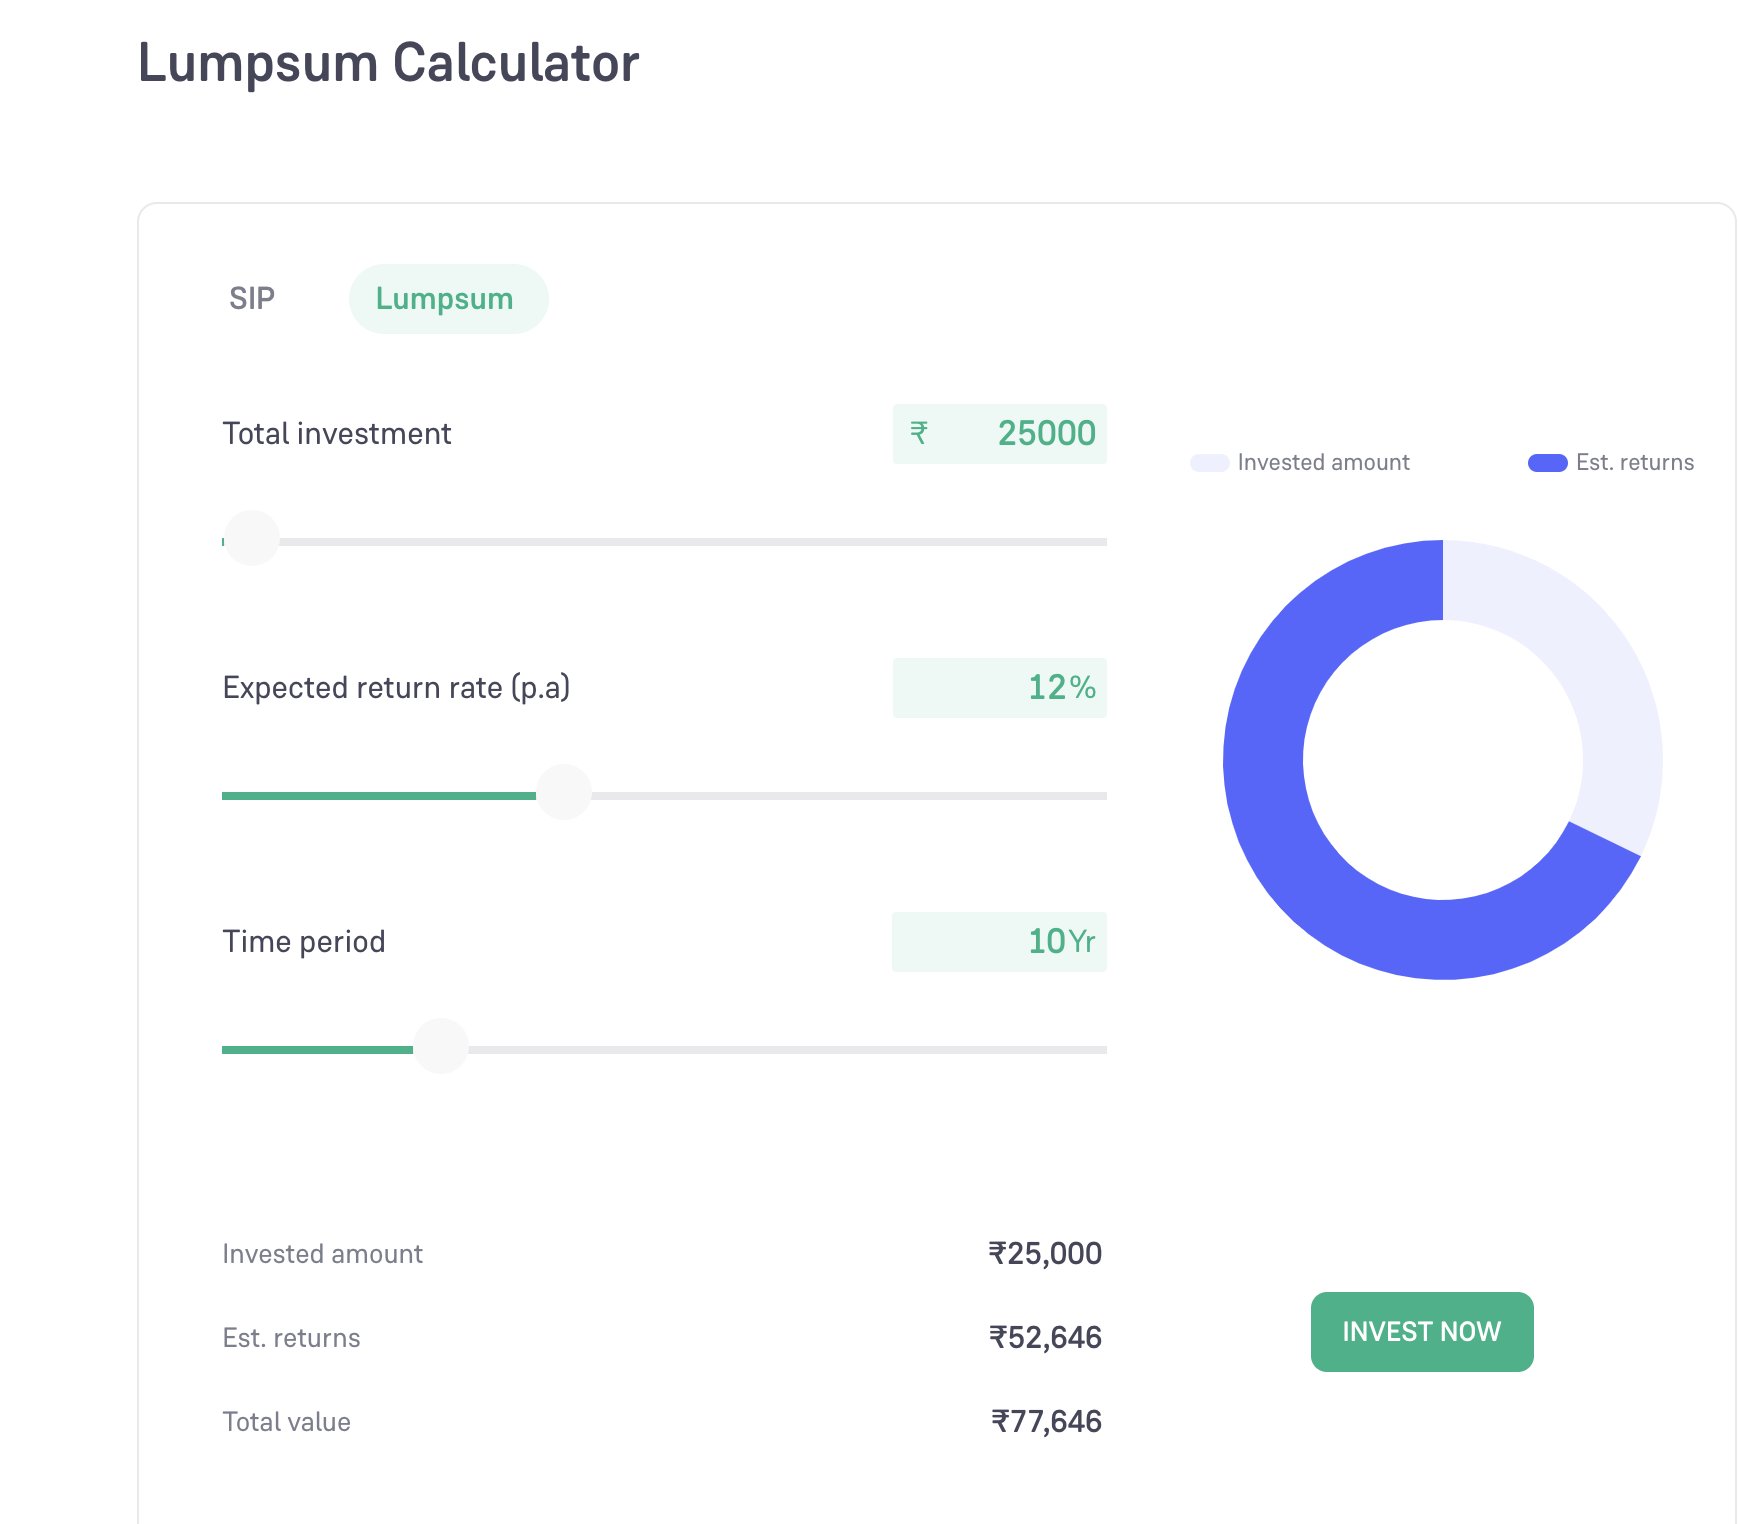 Lumpsum Calculator
SIP
Lumpsum
Total investment
₹ 25000
Expected return rate (p.a)
12%
Time period
10Yr
Invested amount
₹25,000
Est. returns
₹52,646
Total value
₹77,646
Invested amount
Est. returns
INVEST NOW